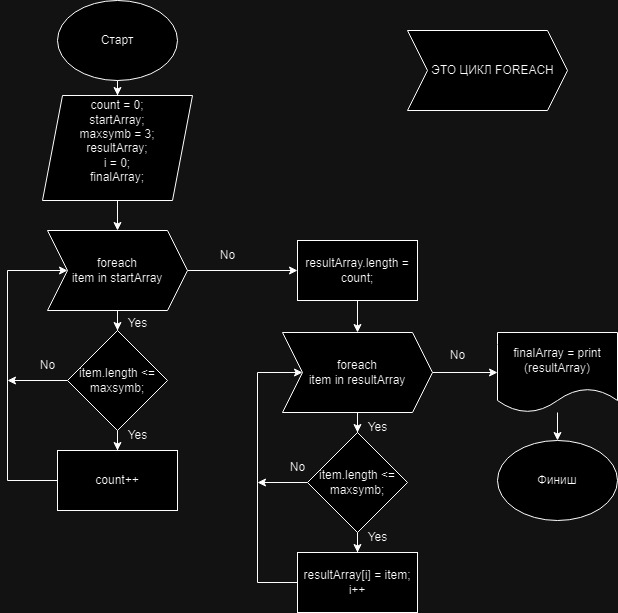 Старт
ЭТО ЦИКЛ FOREACH
count = 0;
startArray;
maxsymb = 3;
resultArray;
i = 0;
finalArray;
foreach
item in startArray
No
resultArray.length =
count;
Yes
No
item.length <=
maxsymb;
Yes
count++
foreach
item in resultArray
No
finalArray = print
(resultArray)
Yes
No
item.length <=
maxsymb;
Yes
resultArray[i] = item;
i++
Финиш